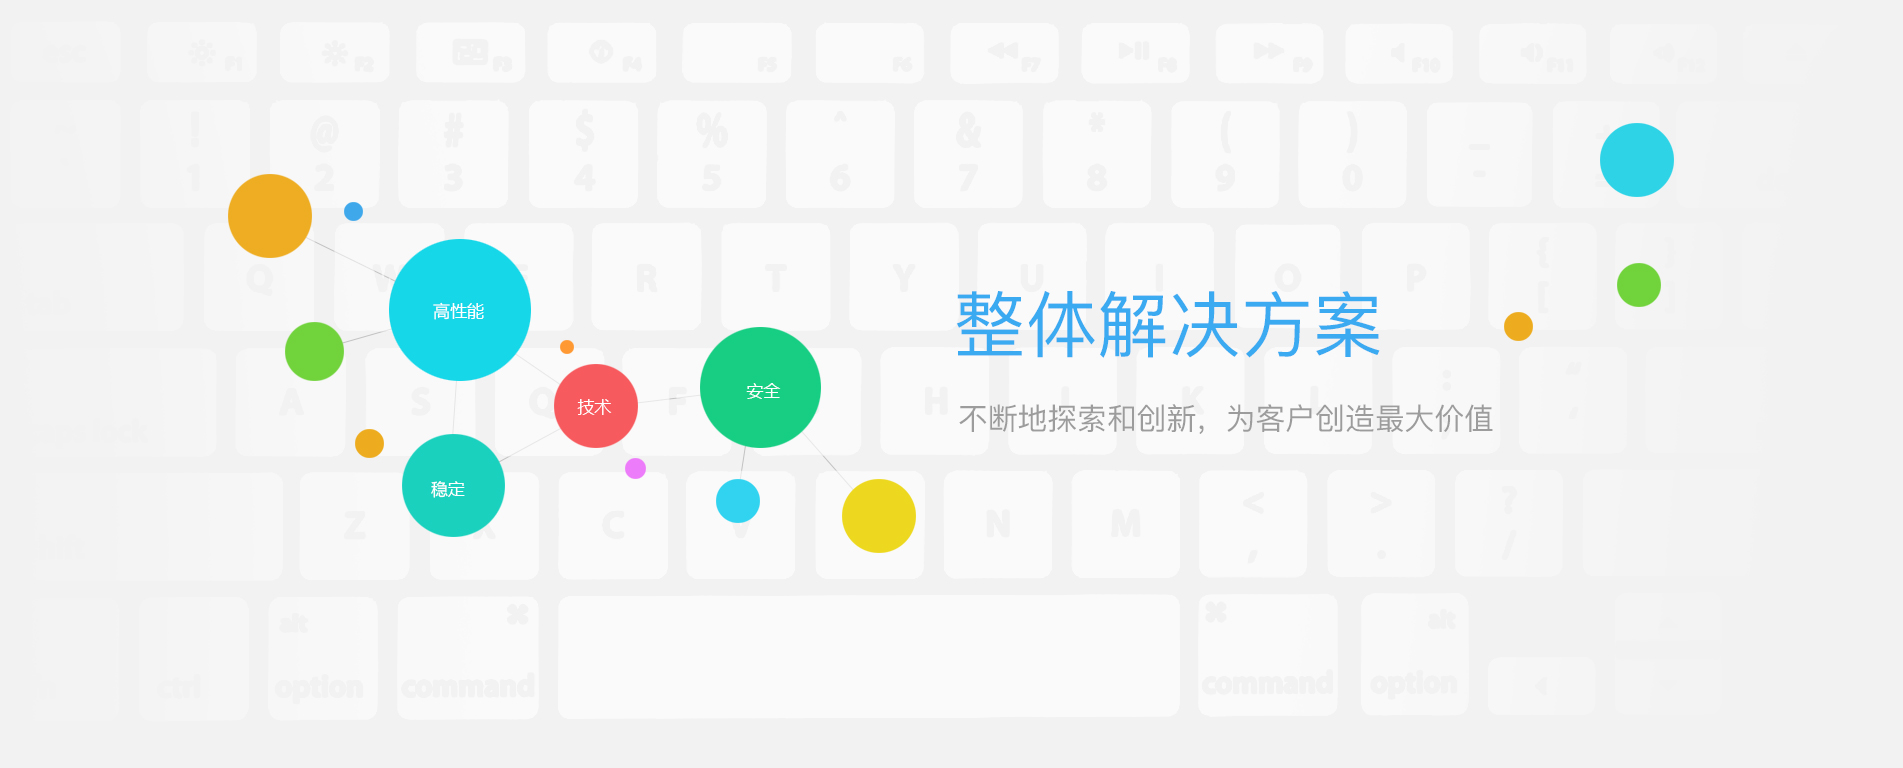 F1 F2 F3 F4 F5 F6 F7 F8 F9 F10 F11 F12
! @ # $ % ^ & * ( ) _
1 2 3 4 5 6 7 8 9 0 -
Q W R T Y U I O P { [
高性能
整体解决方案
A S F H J K L : ; " '
技术
安全
不断地探索和创新，为客户创造最大价值
稳定
Z X C V N M < , > . ? /
alt ⌘ ⌘ alt
ctrl option command command option